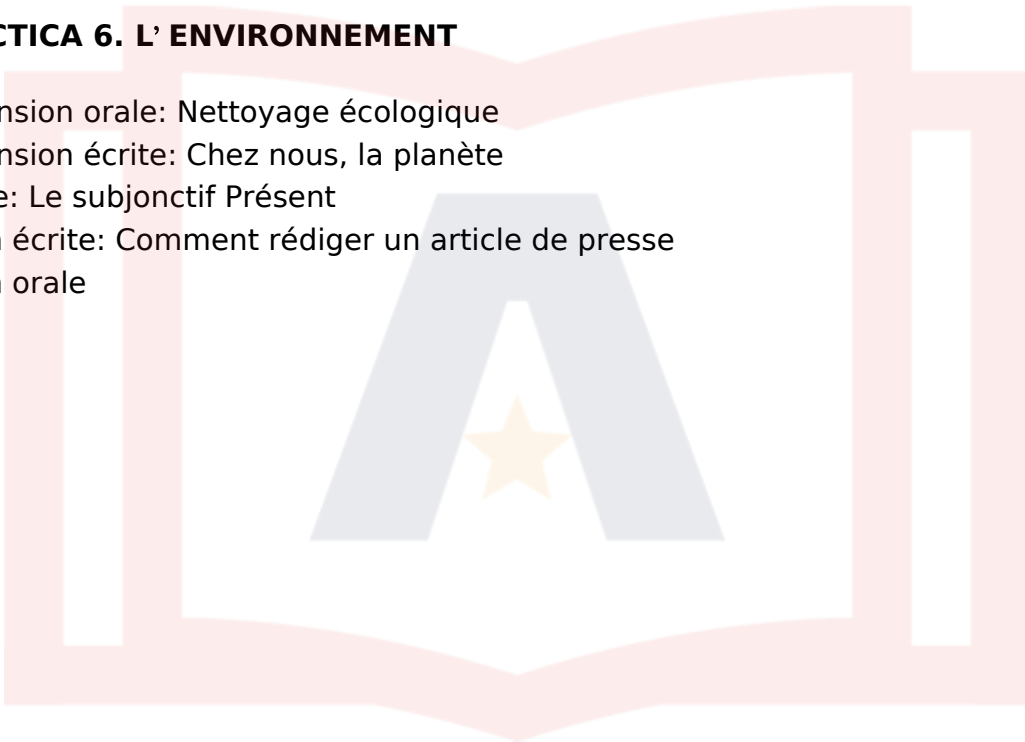 CTICA 6. L’ ENVIRONNEMENT
nsion orale: Nettoyage écologique
nsion écrite: Chez nous, la planète
e: Le subjonctif Présent
n écrite: Comment rédiger un article de presse
n orale